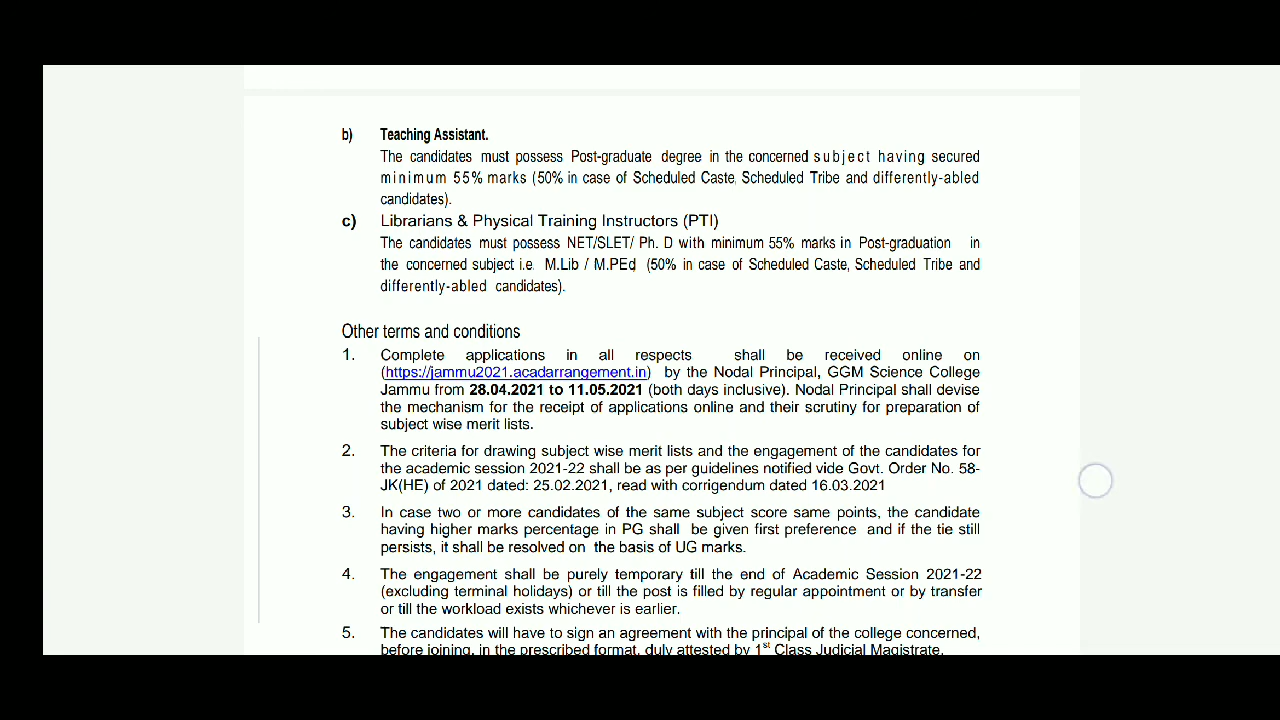 b) Teaching Assistant.
The candidates must possess Post-graduate degree in the concerned subject having secured
minimum 55% marks (50% in case of Scheduled Caste, Scheduled Tribe and differently-abled
candidates).
c) Librarians & Physical Training Instructors (PTI)
The candidates must possess NET/SLET/ Ph. D with minimum 55% marks in Post-graduation in
the concerned subject i.e. M.Lib / M.PEd (50% in case of Scheduled Caste, Scheduled Tribe and
differently-abled candidates).
Other terms and conditions
1. Complete applications in all respects shall be received online on
(https://jammu2021.acadarrangement.in) by the Nodal Principal, GGM Science College
Jammu from 28.04.2021 to 11.05.2021 (both days inclusive). Nodal Principal shall devise
the mechanism for the receipt of applications online and their scrutiny for preparation of
subject wise merit lists.
2. The criteria for drawing subject wise merit lists and the engagement of the candidates for
the academic session 2021-22 shall be as per guidelines notified vide Govt. Order No. 58-
JK(HE) of 2021 dated: 25.02.2021, read with corrigendum dated 16.03.2021
3. In case two or more candidates of the same subject score same points, the candidate
having higher marks percentage in PG shall be given first preference and if the tie still
persists, it shall be resolved on the basis of UG marks.
4. The engagement shall be purely temporary till the end of Academic Session 2021-22
(excluding terminal holidays) or till the post is filled by regular appointment or by transfer
or till the workload exists whichever is earlier.
5. The candidates will have to sign an agreement with the principal of the college concerned,
before joining, in the prescribed format, duly attested by 1st Class Judicial Magistrate.